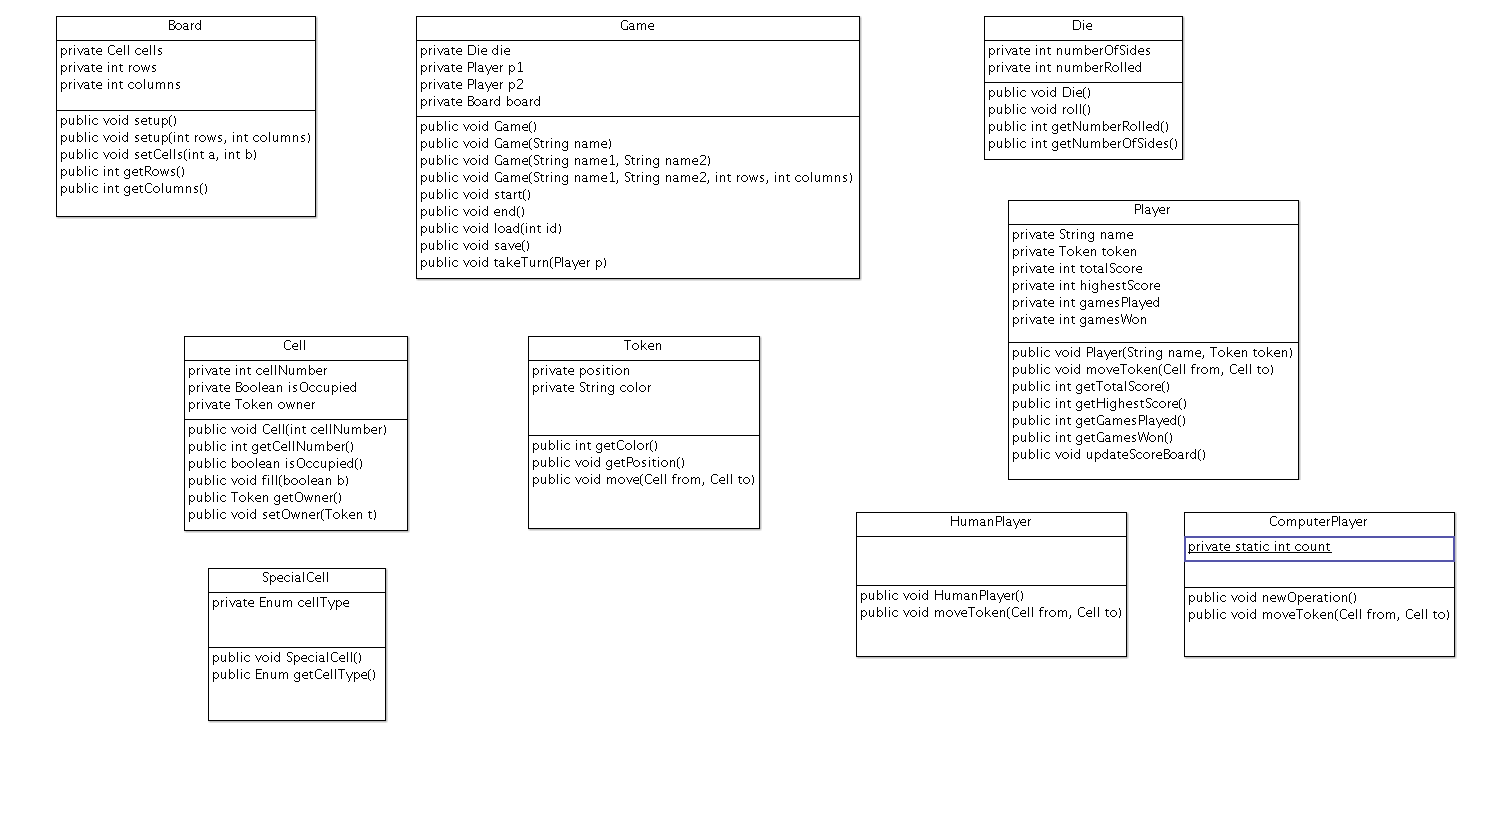 Board
private Cell cells
private int rows
private int columns
public void setup()
public void setup(int rows, int columns)
public void setCells(int a, int b)
public int getRows()
public int getColumns()
Game
private Die die
private Player p1
private Player p2
private Board board
public void Game()
public void Game(String name)
public void Game(String name1, String name2)
public void Game(String name1, String name2, int rows, int columns)
public void start()
public void end()
public void load(int id)
public void save()
public void takeTurn(Player p)
Die
private int numberOfSides
private int numberRolled
public void Die()
public void roll()
public int getNumberRolled()
public int getNumberOfSides()
Player
private String name
private Token token
private int totalScore
private int highestScore
private int gamesPlayed
private int gamesWon
public void Player(String name, Token token)
public void moveToken(Cell from, Cell to)
public int getTotalScore()
public int getHighestScore()
public int getGamesPlayed()
public int getGamesWon()
public void updateScoreBoard()
Cell
private int cellNumber
private Boolean isOccupied
private Token owner
public void Cell(int cellNumber)
public int getCellNumber()
public boolean isOccupied()
public void fill(boolean b)
public Token getOwner()
public void setOwner(Token t)
Token
private position
private String color
public int getColor()
public void getPosition()
public void move(Cell from, Cell to)
HumanPlayer
public void HumanPlayer()
public void moveToken(Cell from, Cell to)
ComputerPlayer
private static int count
public void newOperation()
public void moveToken(Cell from, Cell to)
SpecialCell
private Enum cellType
public void SpecialCell()
public Enum getCellType()